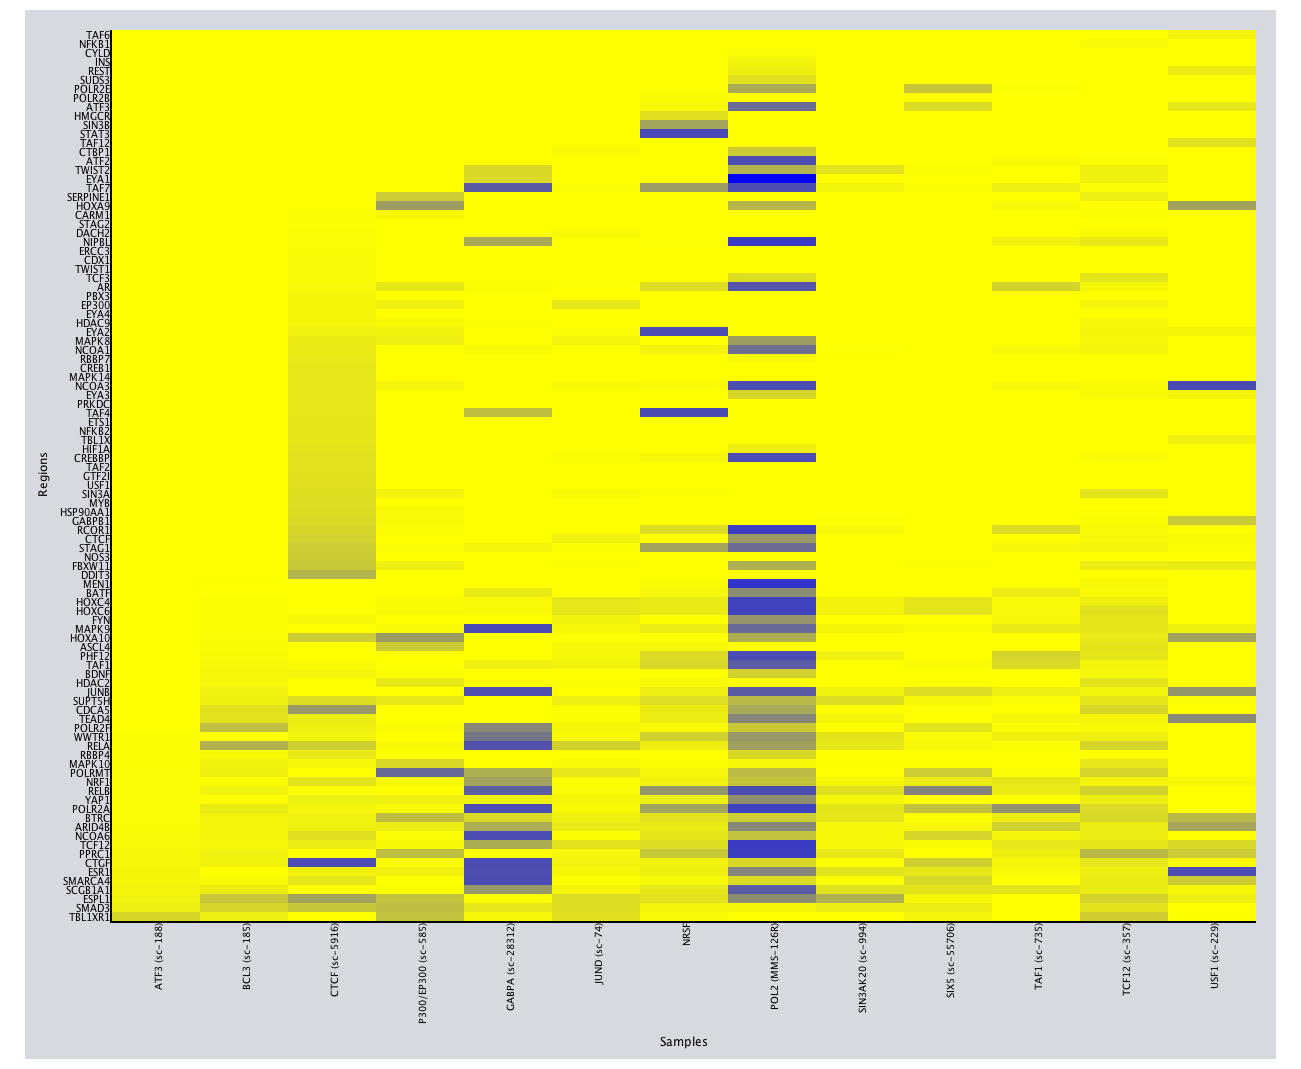 TAF6
NFKB1
CYLD
INS
REST
SUDS3
POLR2E
POLR2B
ATF3
HMGCR
SIN3B
STAT3
TAF12
CTBP1
ATF2
TWIST2
EYA1
TAF7
SERPINE1
HOXA9
CARM1
STAG2
DACH2
NIPBL
ERCC3
CDX1
TWIST1
TCF3
AR
PBX3
EP300
EYA4
HDAC9
EYA2
MAPK8
NCOA1
RBBP7
CREB1
MAPK14
NCOA3
EYA3
PRKDC
TAF4
ETS1
NFKB2
TBL1X
HIF1A
CREBBP
TAF2
GTF2I
USF1
SIN3A
MYB
HSP90AA1
GABPB1
RCOR1
CTCF
STAG1
NOS3
FBXW11
DDIT3
MEN1
BATF
HOXC4
HOXC6
FYN
MAPK9
HOXA10
ASCL4
PHF12
TAF1
BDNF
HDAC2
JUNB
SUPT5H
CDCA5
TEAD4
POLR2F
WWTR1
RELA
RBBP4
MAPK10
POLRMT
NRF1
RELB
YAP1
POLR2A
BTRC
ARID4B
NCOA6
TCF12
PPRC1
CTGF
ESR1
SMARCA4
SCGB1A1
ESPL1
SMAD3
TBL1XR1
Regions
ATF3 (sc-188)
BCL3 (sc-185)
CTCF (sc-5916)
P300/EP300 (sc-585)
GABPA (sc-28312)
JUND (sc-74)
NRSF
POL2 (MMS-126R)
SIN3AK20 (sc-994)
SIX5 (sc-55706)
TAF1 (sc-735)
TCF12 (sc-357)
USF1 (sc-229)
Samples